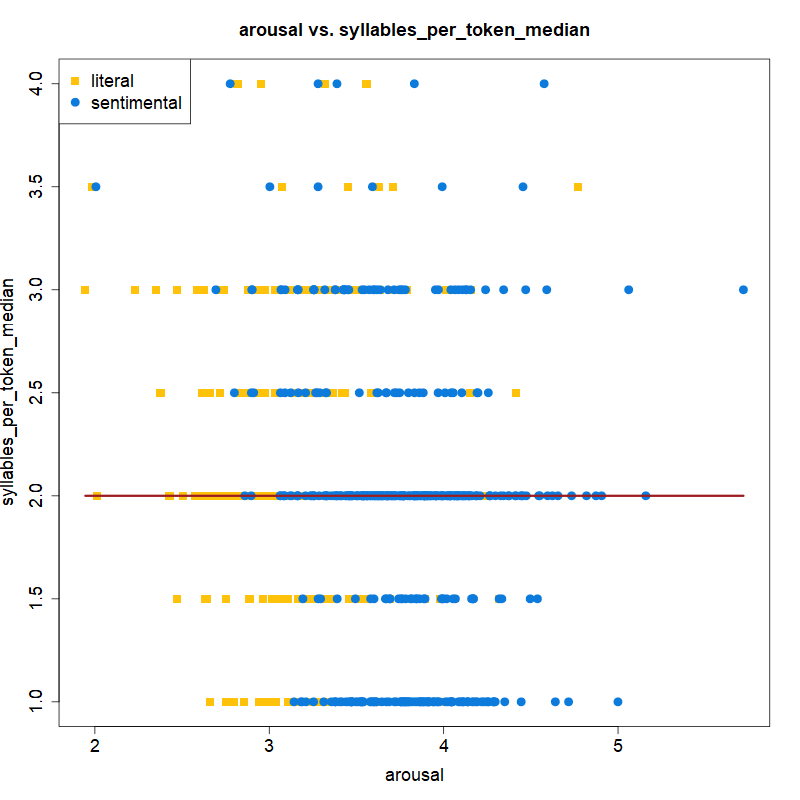 arousal vs. syllables_per_token_median
literal
sentimental
syllables_per_token_median
4.0
3.5
3.0
2.5
2.0
1.5
1.0
2
3
4
5
arousal